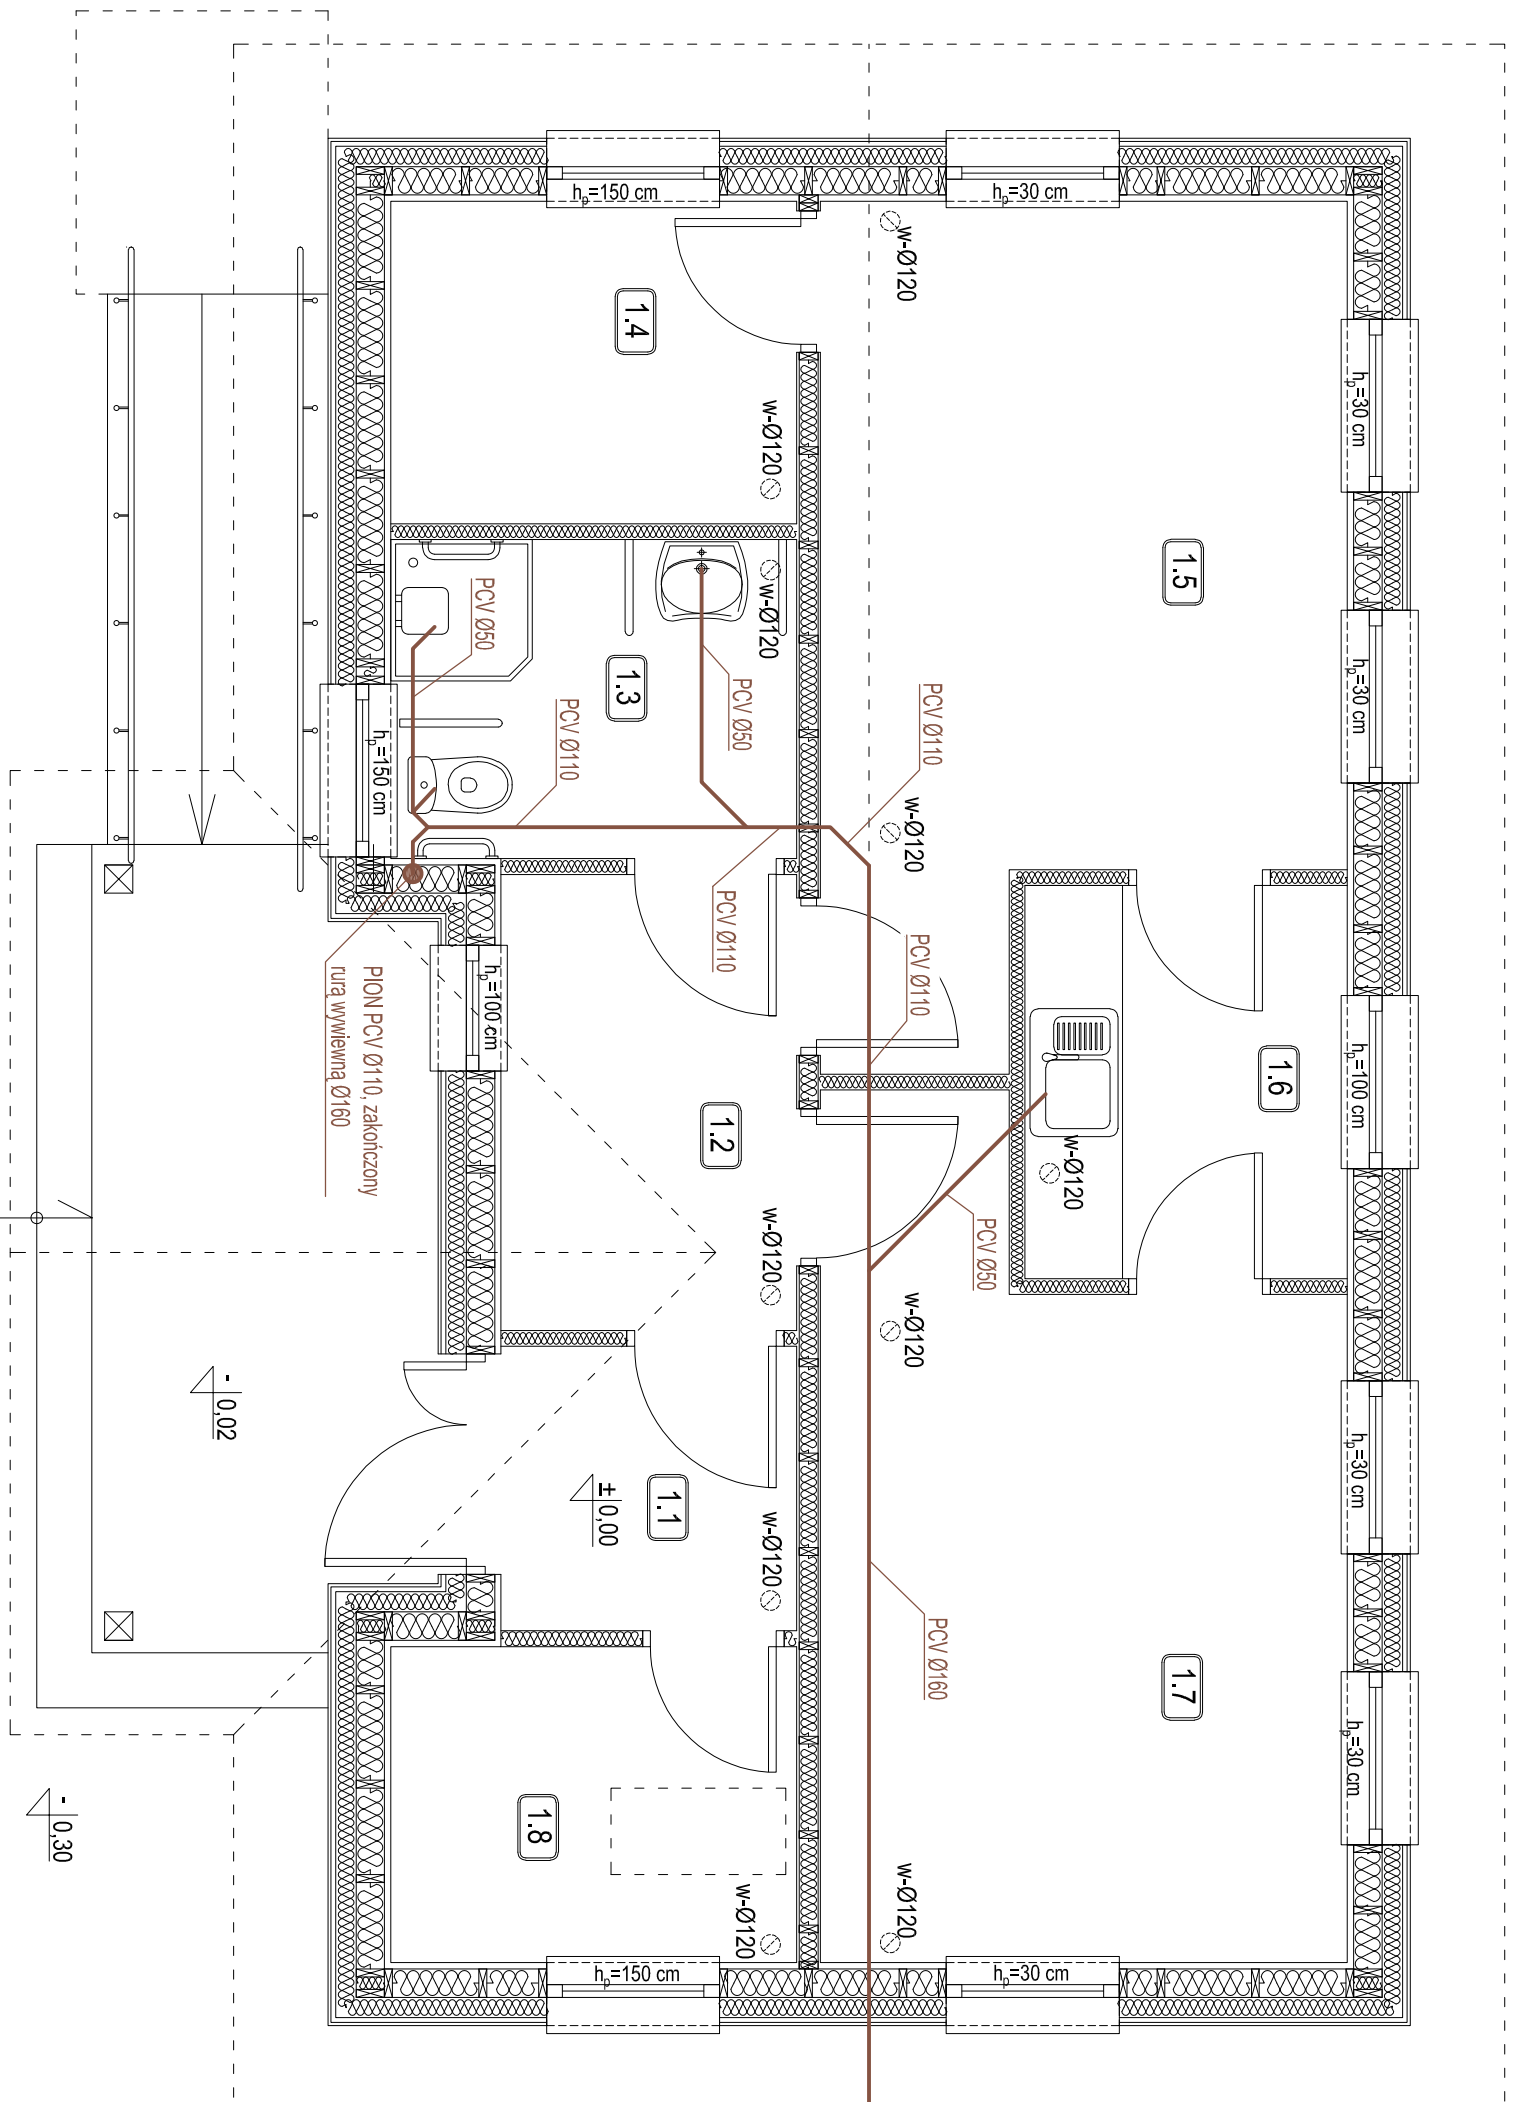 hp=150 cm
hp=30 cm
w-Ø120
1.4
hp=30 cm
w-Ø120
1.5
w-Ø120
PCV Ø50
1.3
PCV Ø50
PCV Ø110
PCV Ø110
hp=30 cm
hp=150 cm
w-Ø120
PCV Ø110
PCV Ø110
hp=100 cm
PION PCV Ø110, zakończony
rurą wywiewną Ø160
1.6
hp=100 cm
1.2
w-Ø120
PCV Ø50
w-Ø120
w-Ø120
- 0,02
± 0,00
1.1
w-Ø120
hp=30 cm
PCV Ø160
1.7
hp=30 cm
1.8
- 0,30
w-Ø120
w-Ø120
hp=150 cm
hp=30 cm